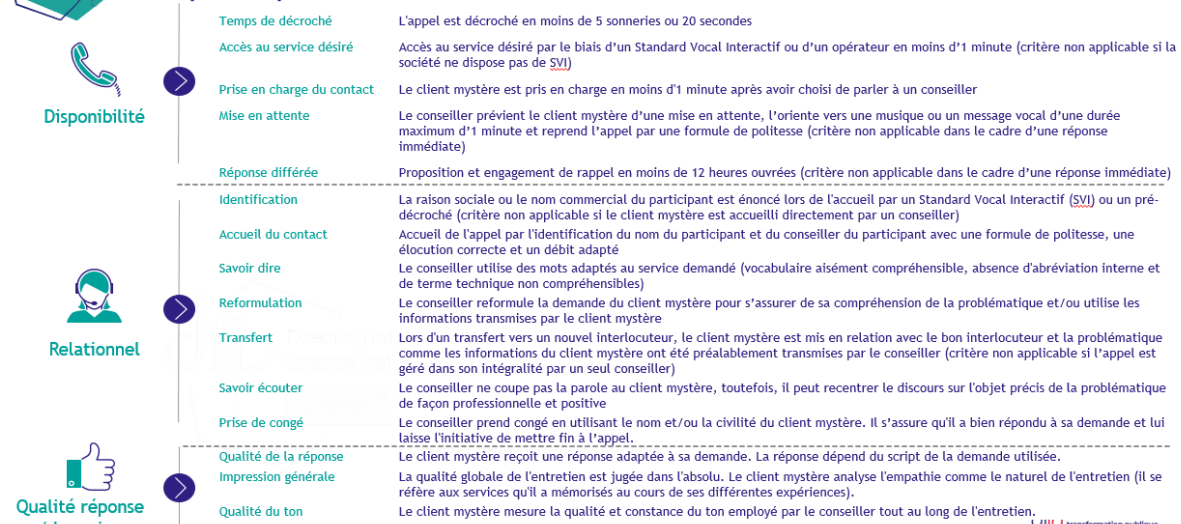 Temps de décroché
L'appel est décroché en moins de 5 sonneries ou 20 secondes
Accès au service désiré
Accès au service désiré par le biais d'un Standard Vocal Interactif ou d'un opérateur en moins d'1 minute (critère non applicable si la
société ne dispose pas de SVI)
Prise en charge du contact
Le client mystère est pris en charge en moins d'1 minute après avoir choisi de parler à un conseiller
Disponibilité
Mise en attente
Le conseiller prévient le client mystère d'une mise en attente, l'oriente vers une musique ou un message vocal d'une durée
maximum d'1 minute et reprend l'appel par une formule de politesse (critère non applicable dans le cadre d'une réponse
immédiate)
Réponse différée
Proposition et engagement de rappel en moins de 12 heures ouvrées (critère non applicable dans le cadre d'une réponse immédiate)
Identification
La raison sociale ou le nom commercial du participant est énoncé lors de l'accueil par un Standard Vocal Interactif (SVI) ou un pré-
décroché (critère non applicable si le client mystère est accueilli directement par un conseiller)
Accueil du contact
Accueil de l'appel par l'identification du nom du participant et du conseiller du participant avec une formule de politesse, une
élocution correcte et un débit adapté
Savoir dire
Le conseiller utilise des mots adaptés au service demandé (vocabulaire aisément compréhensible, absence d'abréviation interne et
de terme technique non compréhensibles)
Reformulation
Le conseiller reformule la demande du client mystère pour s'assurer de sa compréhension de la problématique et/ou utilise les
informations transmises par le client mystère
Relationnel
Transfert
Lors d'un transfert vers un nouvel interlocuteur, le client mystère est mis en relation avec le bon interlocuteur et la problématique
comme les informations du client mystère ont été préalablement transmises par le conseiller (critère non applicable si l'appel est
géré dans son intégralité par un seul conseiller)
Savoir écouter
Le conseiller ne coupe pas la parole au client mystère, toutefois, il peut recentrer le discours sur l'objet précis de la problématique
de façon professionnelle et positive
Prise de congé
Le conseiller prend congé en utilisant le nom et/ou la civilité du client mystère. Il s'assure qu'il a bien répondu à sa demande et lui
laisse l'initiative de mettre fin à l'appel.
Qualité de la réponse
Le client mystère reçoit une réponse adaptée à sa demande. La réponse dépend du script de la demande utilisée.
Impression générale
La qualité globale de l'entretien est jugée dans l'absolu. Le client mystère analyse l'empathie comme le naturel de l'entretien (il se
réfère aux services qu'il a mémorisés au cours de ses différentes expériences).
Qualité réponse
Qualité du ton
Le client mystère mesure la qualité et constance du ton employé par le conseiller tout au long de l'entretien.